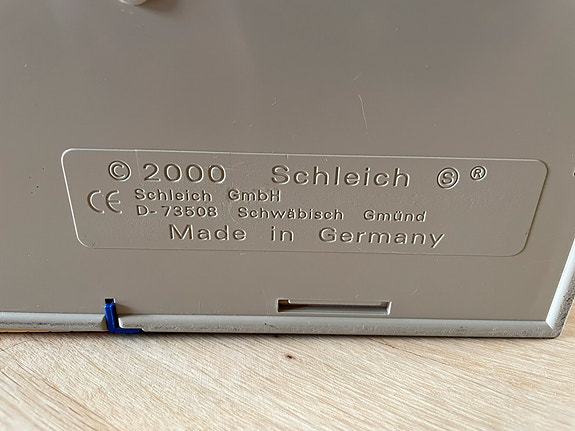 © 2000 Schleich Ⓢ ®
CE Schleich GmbH
D-73508 Schwäbisch Gmünd
Made in Germany